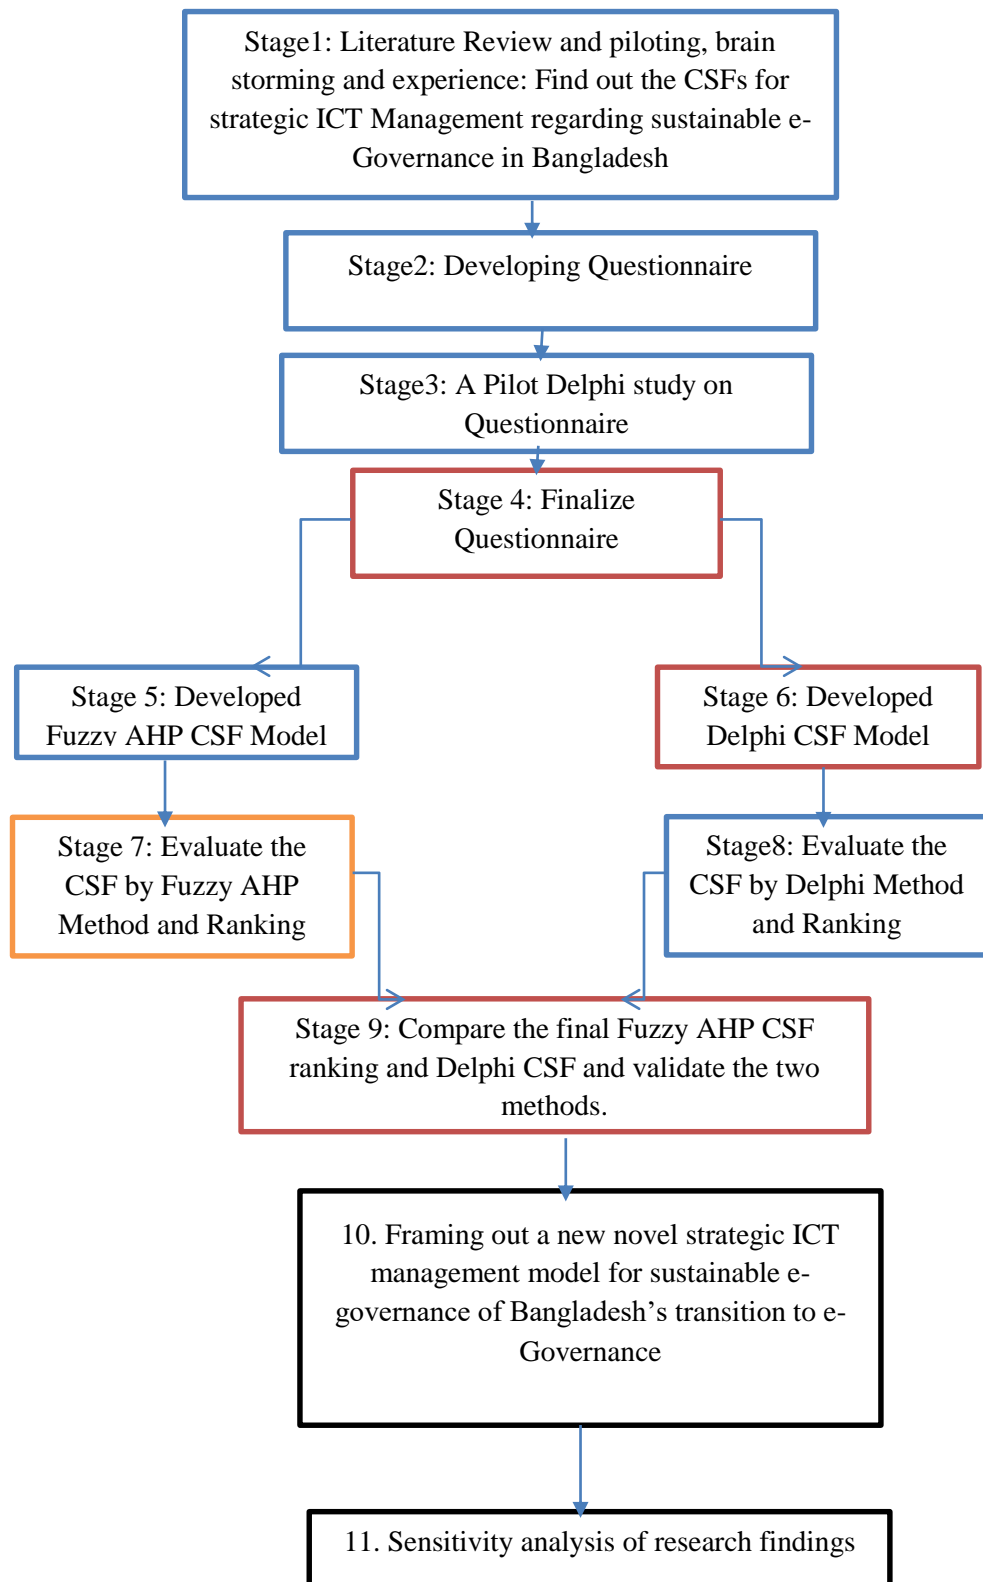 Stage1: Literature Review and piloting, brain
storming and experience: Find out the CSFs for
strategic ICT Management regarding sustainable e-
Governance in Bangladesh
Stage2: Developing Questionnaire
Stage3: A Pilot Delphi study on
Questionnaire
Stage 4: Finalize
Questionnaire
Stage 5: Developed
Fuzzy AHP CSF Model
Stage 6: Developed
Delphi CSF Model
Stage 7: Evaluate the
CSF by Fuzzy AHP
Method and Ranking
Stage8: Evaluate the
CSF by Delphi Method
and Ranking
Stage 9: Compare the final Fuzzy AHP CSF
ranking and Delphi CSF and validate the two
methods.
10. Framing out a new novel strategic ICT
management model for sustainable e-
governance of Bangladesh’s transition to e-
Governance
11. Sensitivity analysis of research findings